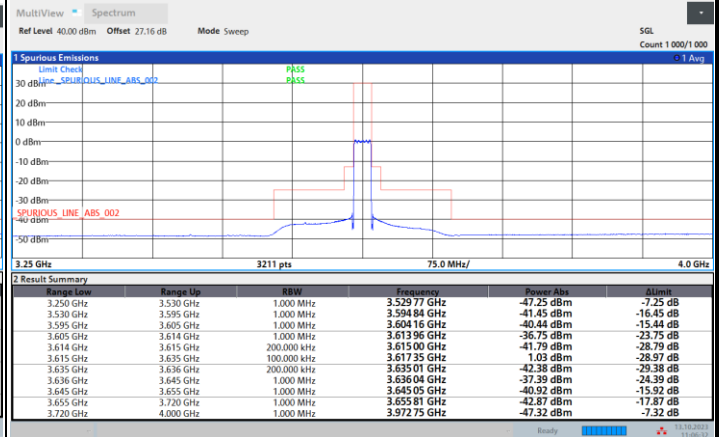 MultiView Spectrum
Ref Level 40.00 dBm Offset 27.16 dB Mode Sweep SGL
Count 1 000/1 000
1 Spurious Emissions 1 Avg
Limit Check PASS
Line _SPURIOUS_LINE_ABS_002 PASS
30 dBm
20 dBm
10 dBm
0 dBm
-10 dBm
-20 dBm
-30 dBm
SPURIOUS_LINE_ABS_002
-40 dBm
-50 dBm
3.25 GHz 3211 pts 75.0 MHz/ 4.0 GHz
2 Result Summary
Range Low Range Up RBW Frequency Power Abs ΔLimit
3.250 GHz 3.530 GHz 1.000 MHz 3.529 77 GHz -47.25 dBm -7.25 dB
3.530 GHz 3.595 GHz 1.000 MHz 3.594 84 GHz -41.45 dBm -16.45 dB
3.595 GHz 3.605 GHz 1.000 MHz 3.604 16 GHz -40.44 dBm -15.44 dB
3.605 GHz 3.614 GHz 1.000 MHz 3.613 96 GHz -36.75 dBm -23.75 dB
3.614 GHz 3.615 GHz 200.000 kHz 3.615 00 GHz -41.79 dBm -28.79 dB
3.615 GHz 3.635 GHz 100.000 kHz 3.617 35 GHz 1.03 dBm -28.97 dB
3.635 GHz 3.636 GHz 200.000 kHz 3.635 01 GHz -42.38 dBm -29.38 dB
3.636 GHz 3.645 GHz 1.000 MHz 3.636 04 GHz -37.39 dBm -24.39 dB
3.645 GHz 3.655 GHz 1.000 MHz 3.645 05 GHz -40.92 dBm -15.92 dB
3.655 GHz 3.720 GHz 1.000 MHz 3.655 81 GHz -42.87 dBm -17.87 dB
3.720 GHz 4.000 GHz 1.000 MHz 3.972 75 GHz -47.32 dBm -7.32 dB
Ready 13.10.2023